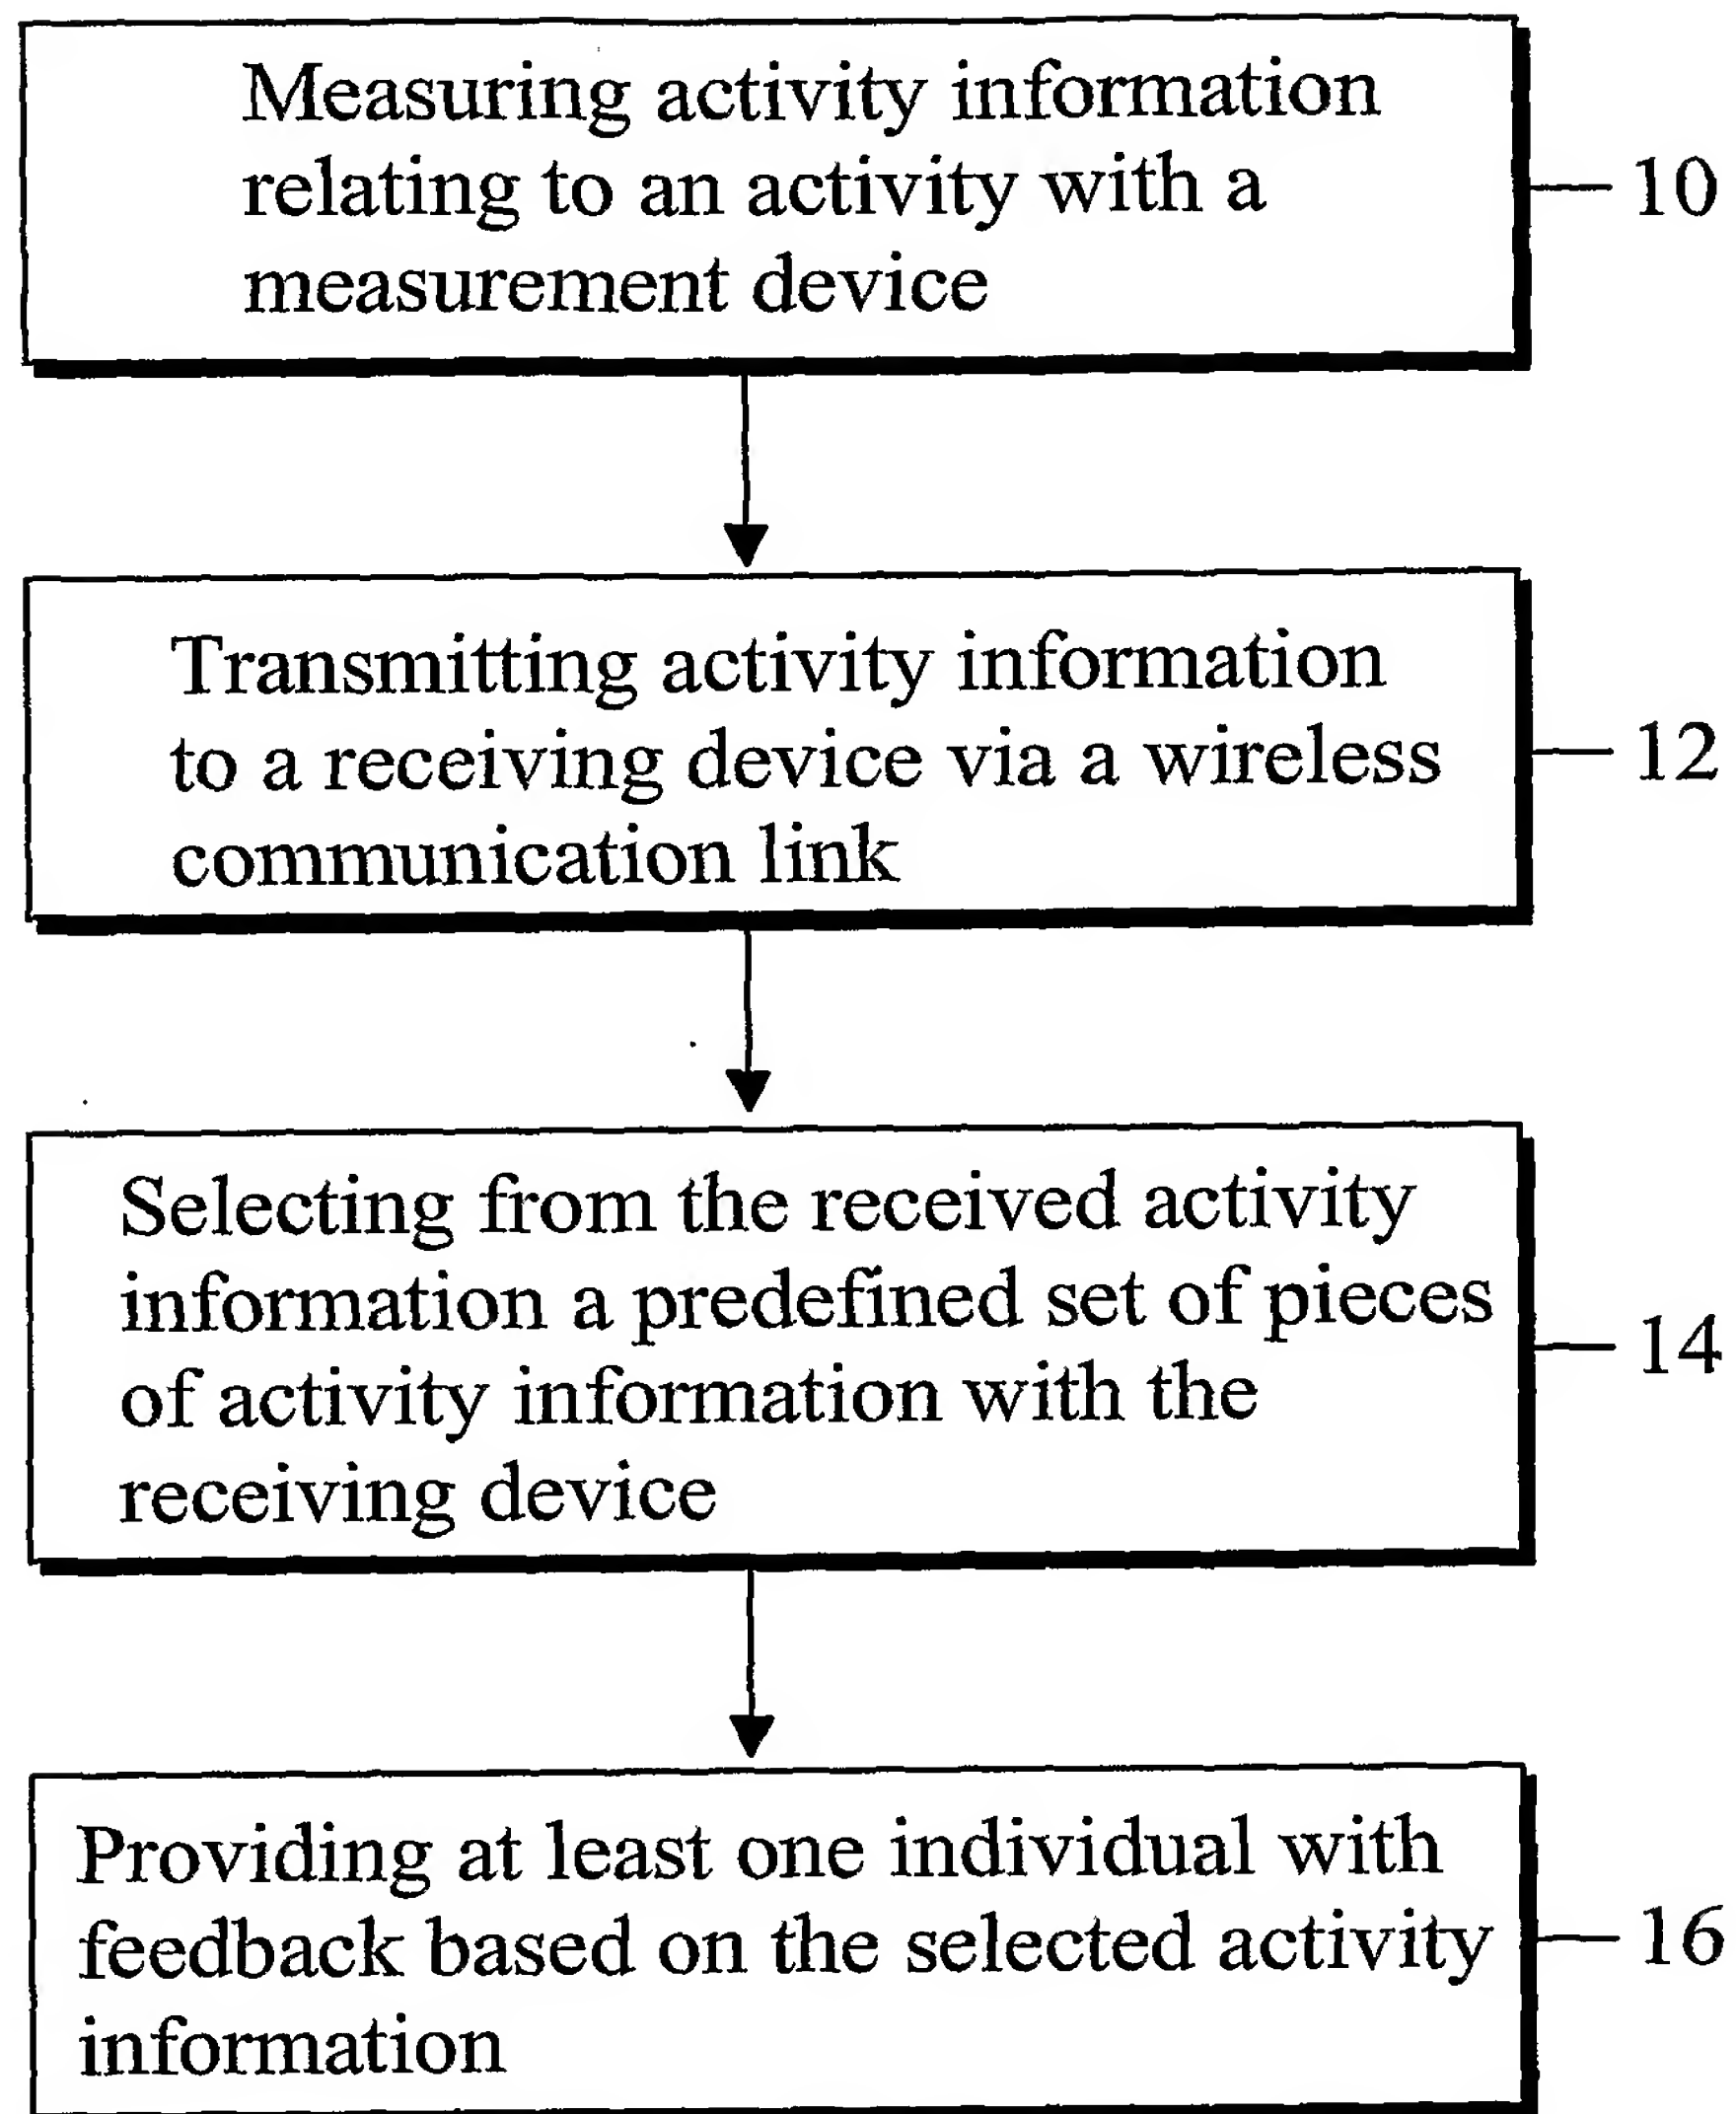 Measuring activity information
relating to an activity with a
measurement device
10
Transmitting activity information
to a receiving device via a wireless
communication link
12
Selecting from the received activity
information a predefined set of pieces
of activity information with the
receiving device
14
Providing at least one individual with
feedback based on the selected activity
information
16